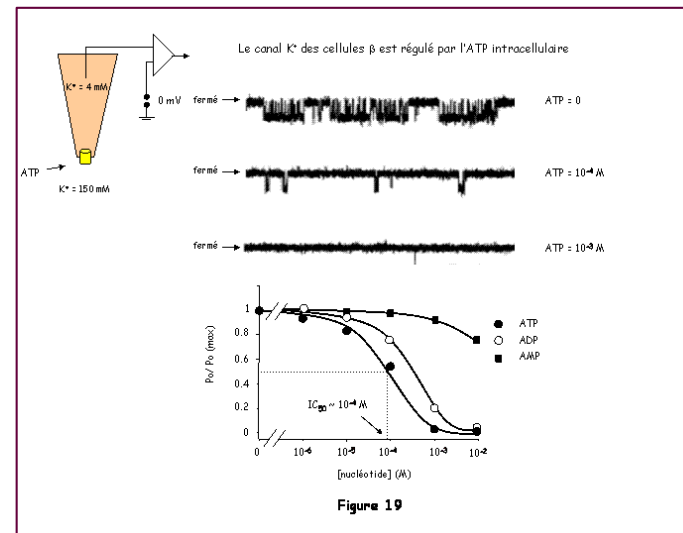 Le canal K⁺ des cellules β est régulé par l'ATP intracellulaire
K⁺ = 4 mM
0 mV
ATP
K⁺ = 150 mM
fermé
ATP = 0
fermé
ATP = 10⁻⁴ M
fermé
ATP = 10⁻³ M
Po/ Po (max)
1
0.8
0.6
0.4
0.2
0
IC₅₀ ~ 10⁻⁴ M
ATP
ADP
AMP
0 10⁻⁶ 10⁻⁵ 10⁻⁴ 10⁻³ 10⁻²
[nucléotide] (M)
Figure 19